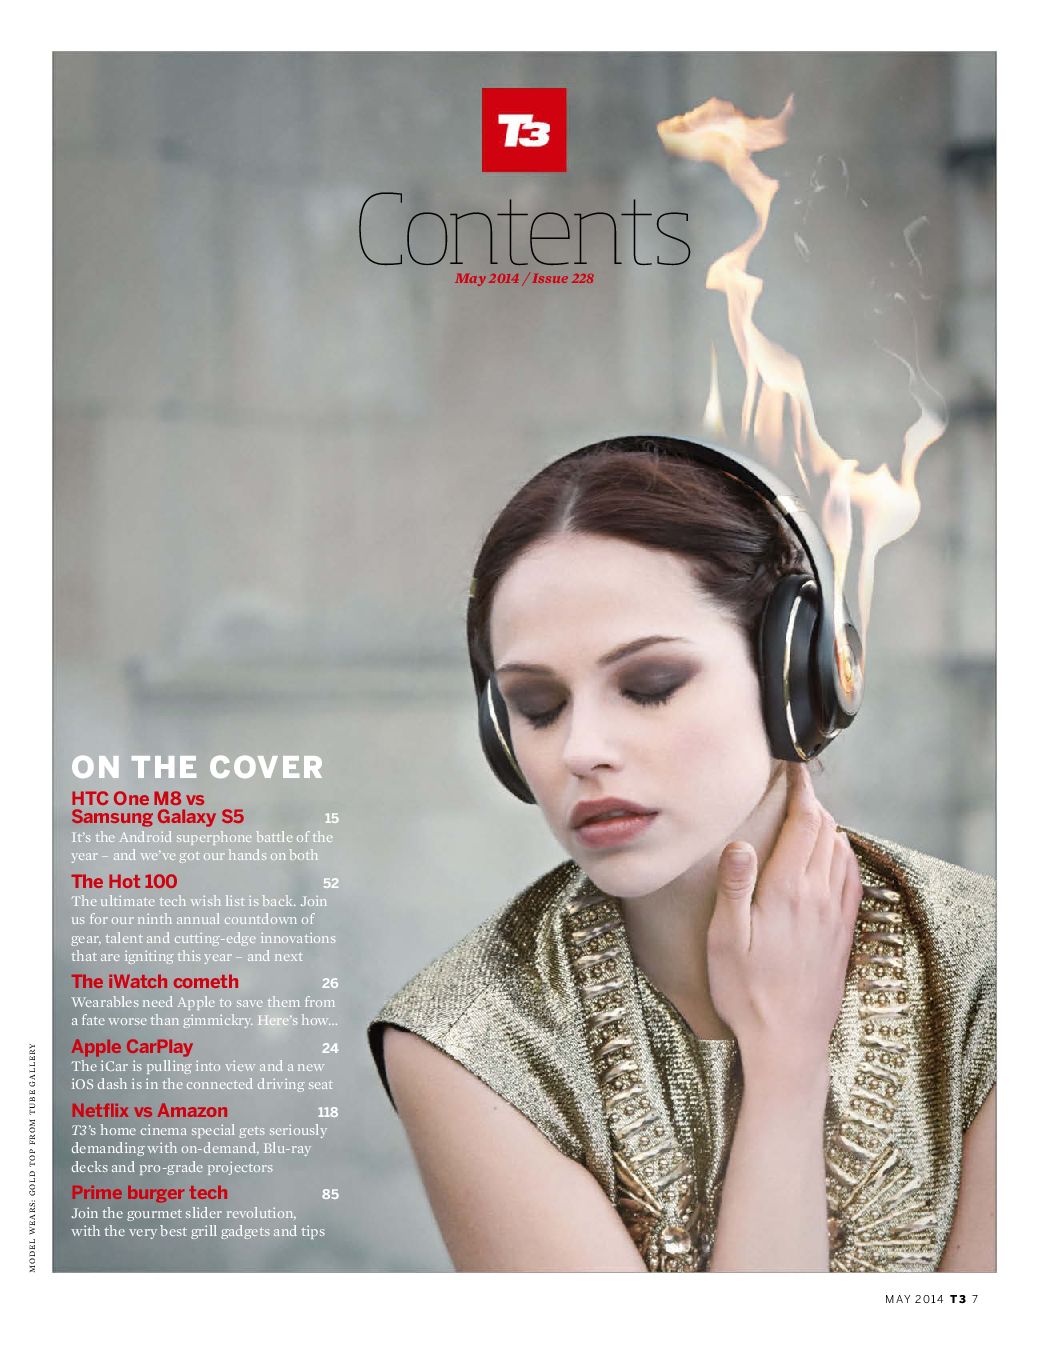 T3
Contents
May 2014 / Issue 228
ON THE COVER
HTC One M8 vs
Samsung Galaxy S5 15
It's the Android superphone battle of the
year – and we've got our hands on both
The Hot 100 52
The ultimate tech wish list is back. Join
us for our ninth annual countdown of
gear, talent and cutting-edge innovations
that are igniting this year – and next
The iWatch cometh 26
Wearables need Apple to save them from
a fate worse than gimmickry. Here's how...
Apple CarPlay 24
The iCar is pulling into view and a new
iOS dash is in the connected driving seat
Netflix vs Amazon 118
T3's home cinema special gets seriously
demanding with on-demand, Blu-ray
decks and pro-grade projectors
Prime burger tech 85
Join the gourmet slider revolution,
with the very best grill gadgets and tips
MODEL WEARS: GOLD TOP FROM TUBE GALLERY
MAY 2014 T3 7